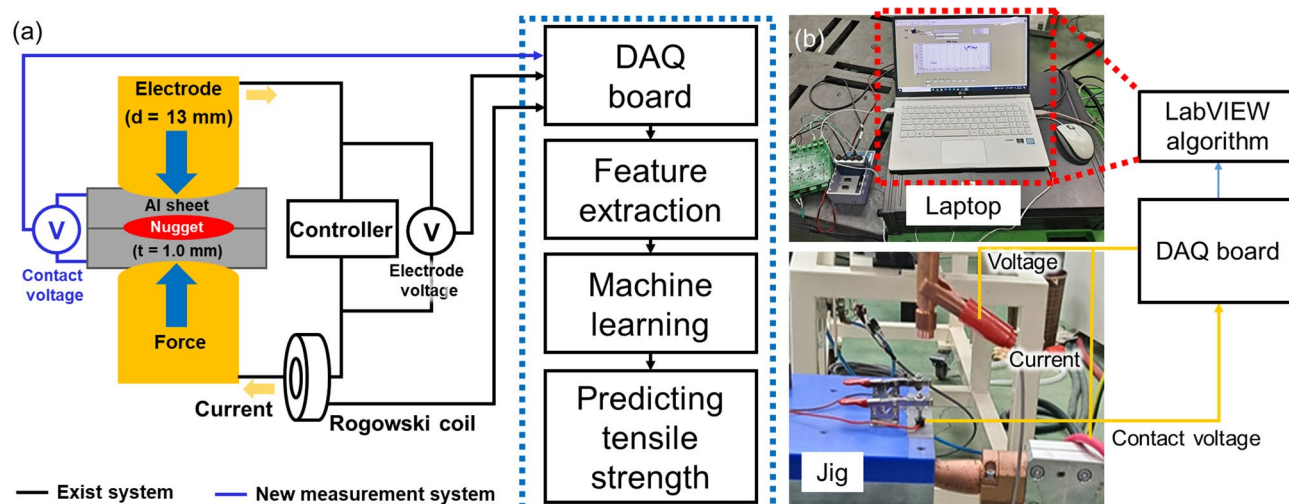 (a)
Electrode
(d = 13 mm)
Al sheet
Nugget
(t = 1.0 mm)
V
Contact
voltage
Force
Current
Rogowski coil
Controller
V
Electrode
voltage
DAQ
board
Feature
extraction
Machine
learning
Predicting
tensile
strength
Exist system
New measurement system
(b)
Laptop
LabVIEW
algorithm
DAQ board
Voltage
Current
Contact voltage
Jig